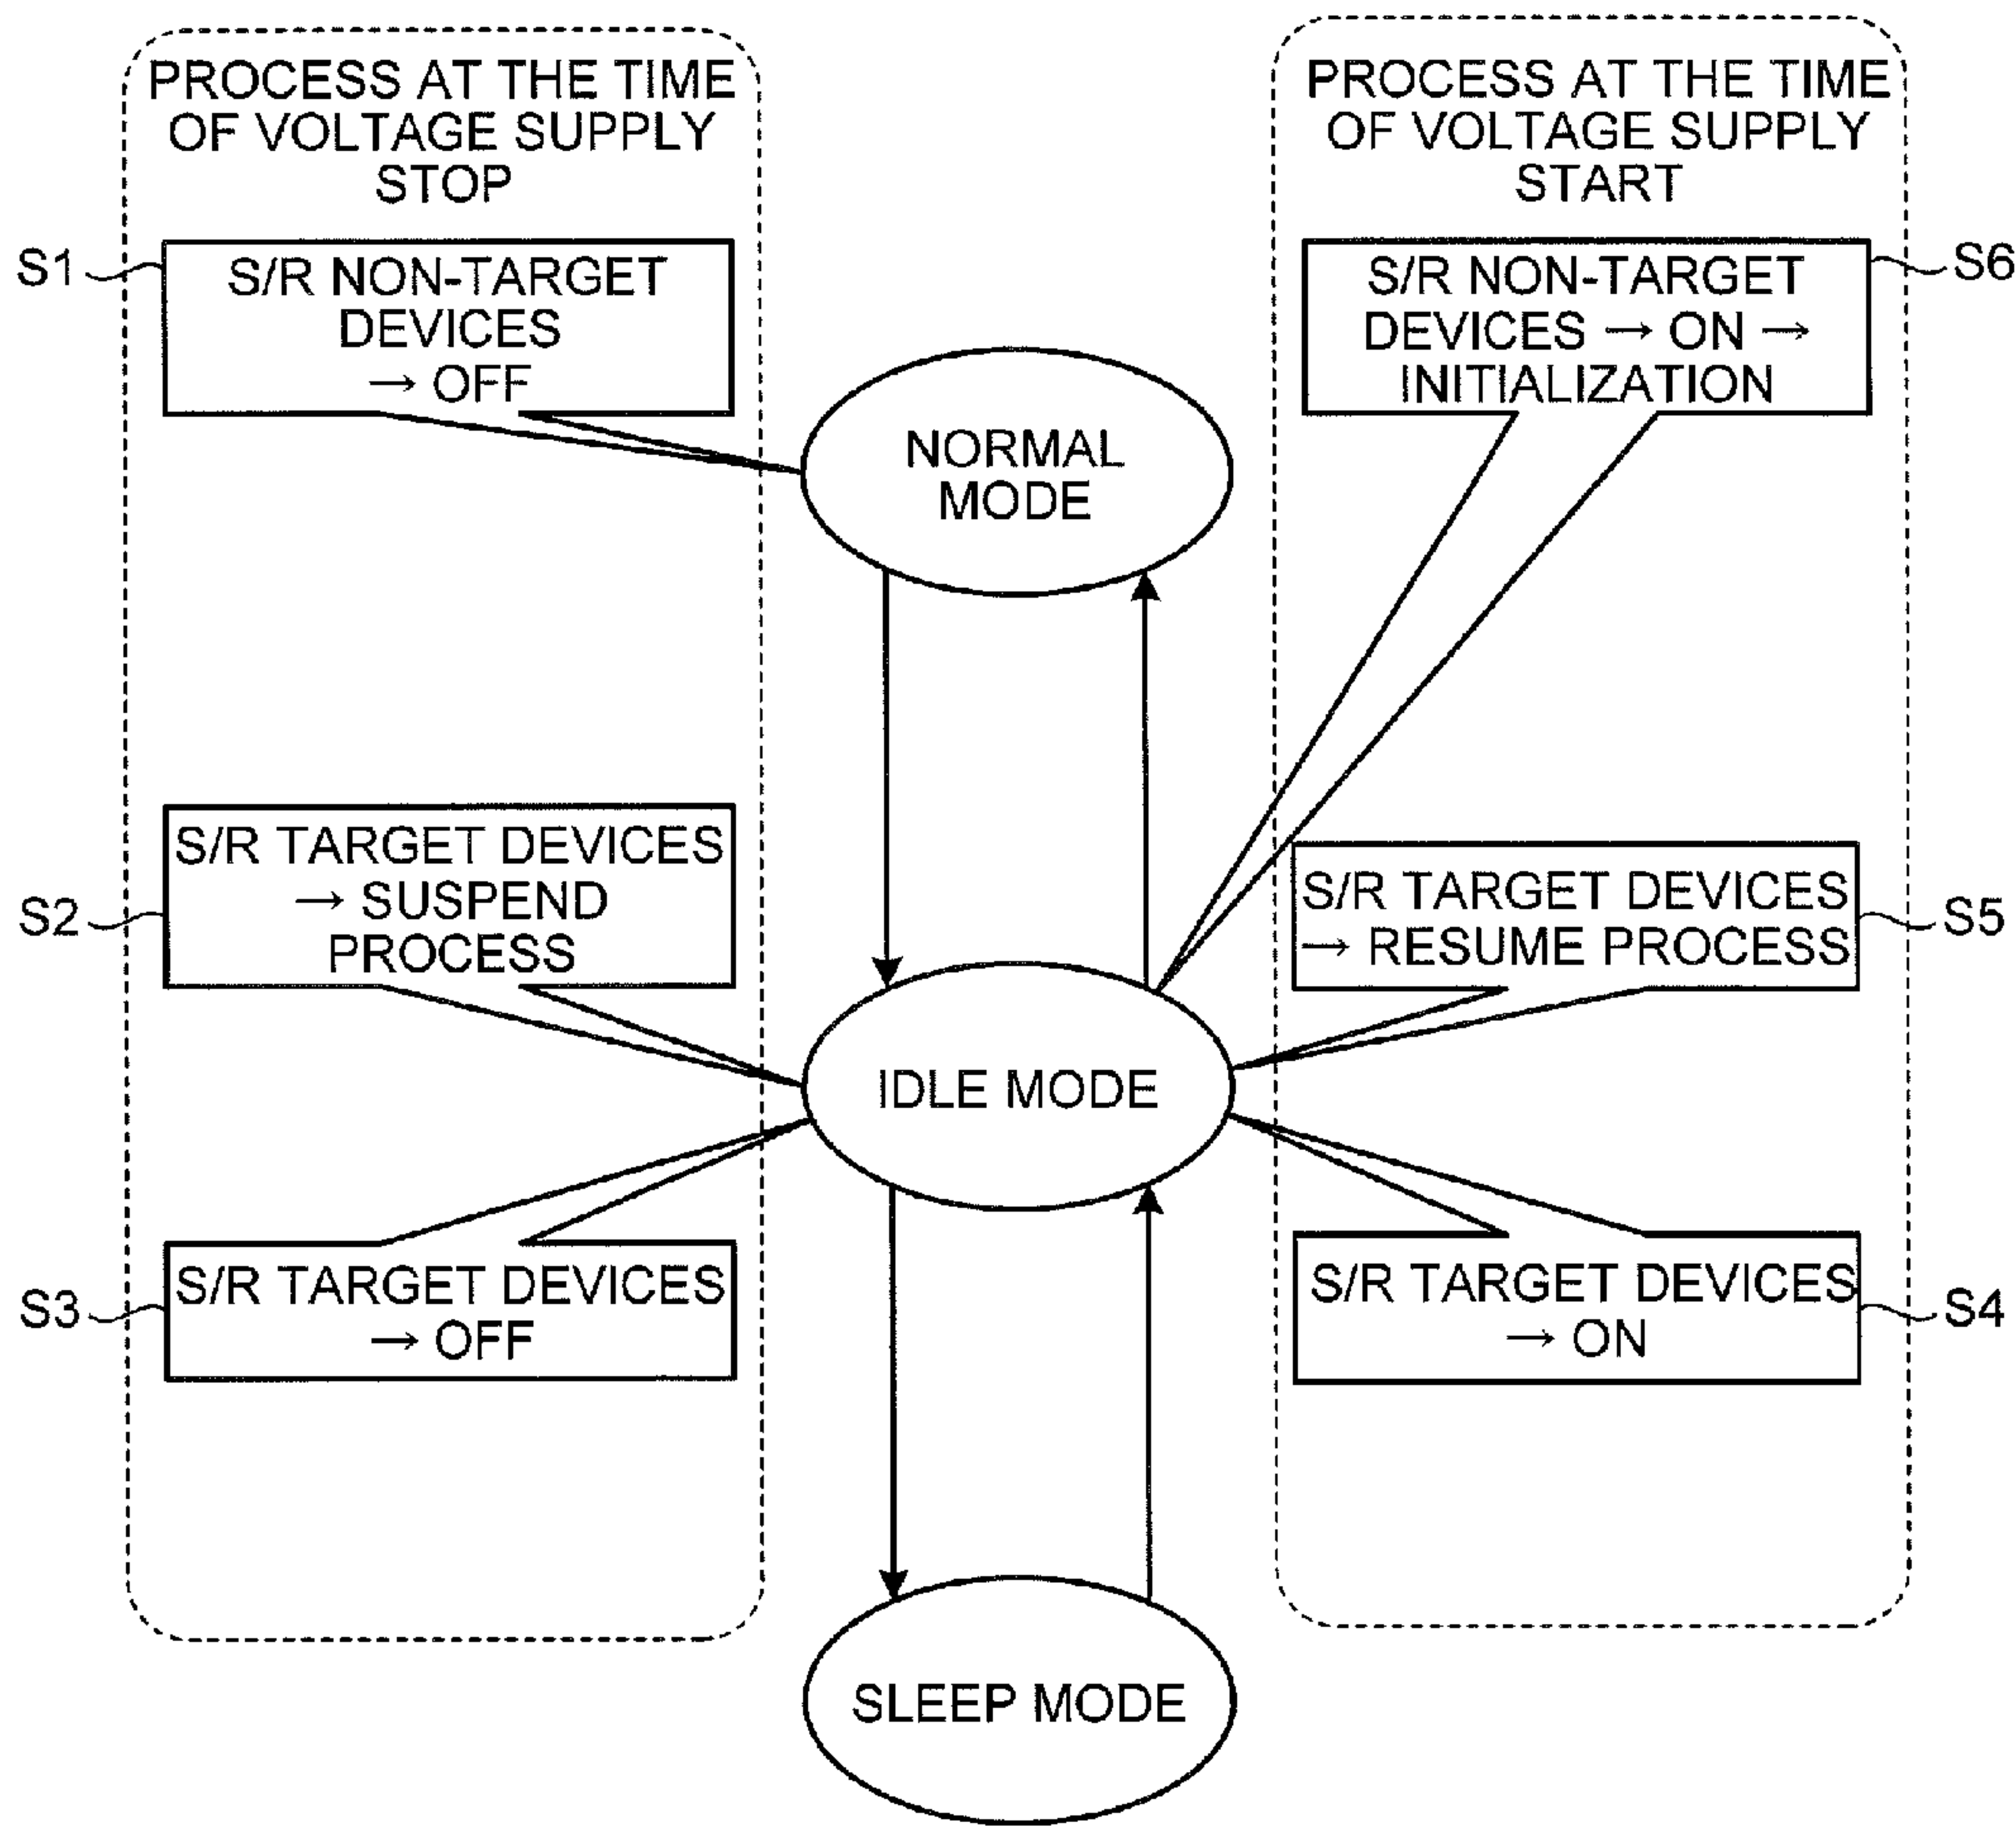 PROCESS AT THE TIME
OF VOLTAGE SUPPLY
STOP
S1
S/R NON-TARGET
DEVICES
→ OFF
S2
S/R TARGET DEVICES
→ SUSPEND
PROCESS
S3
S/R TARGET DEVICES
→ OFF
NORMAL
MODE
IDLE MODE
SLEEP MODE
PROCESS AT THE TIME
OF VOLTAGE SUPPLY
START
S6
S/R NON-TARGET
DEVICES → ON →
INITIALIZATION
S5
S/R TARGET DEVICES
→ RESUME PROCESS
S4
S/R TARGET DEVICES
→ ON